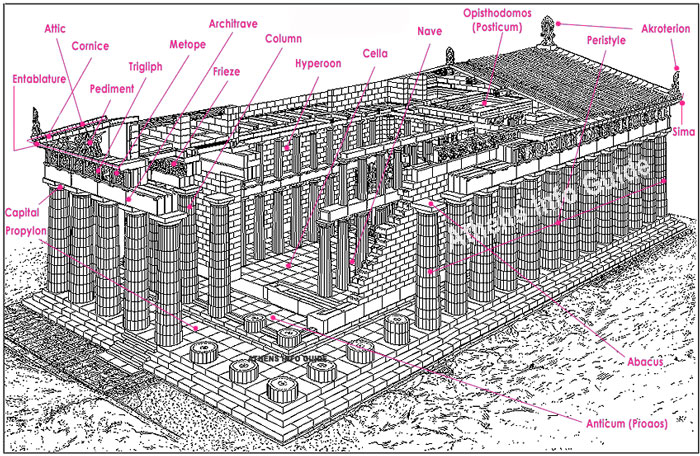 Opisthodomos
(Posticum)
Akroterion
Attic
Architrave
Nave
Peristyle
Cornice
Metope
Column
Cella
Entablature
Trigliph
Frieze
Hyperoon
Pediment
Sima
Capital
Propylon
Athens Info Guide
ATHENS INFO GUIDE
Abacus
Anticum (Proaos)